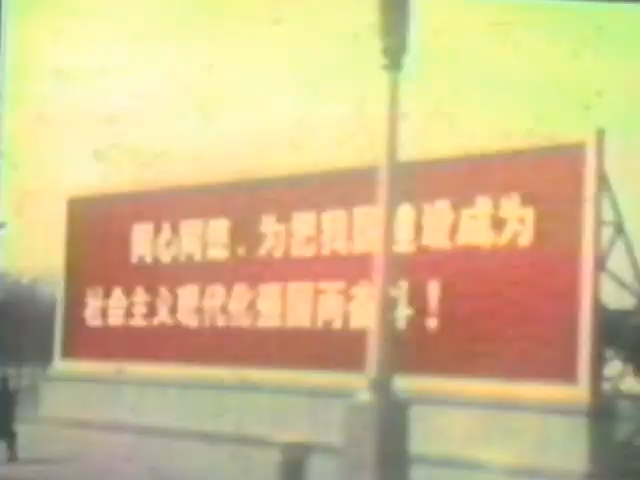 同心同德、为把我国建设成为
社会主义现代化强国而奋斗！